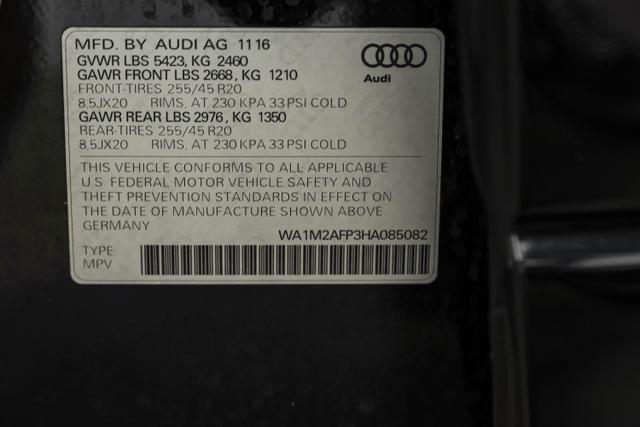 MFD. BY AUDI AG 11 16
GVWR LBS 5423, KG 2460
GAWR FRONT LBS 2668, KG 1210
FRONT-TIRES 255/45 R20
8,5JX20 RIMS, AT 230 KPA 33 PSI COLD
GAWR REAR LBS 2976, KG 1350
REAR-TIRES 255/45 R20
8,5JX20 RIMS, AT 230 KPA 33 PSI COLD
Audi
THIS VEHICLE CONFORMS TO ALL APPLICABLE
U.S. FEDERAL MOTOR VEHICLE SAFETY AND
THEFT PREVENTION STANDARDS IN EFFECT ON
THE DATE OF MANUFACTURE SHOWN ABOVE.
GERMANY
WA1M2AFP3HA085082
TYPE
MPV